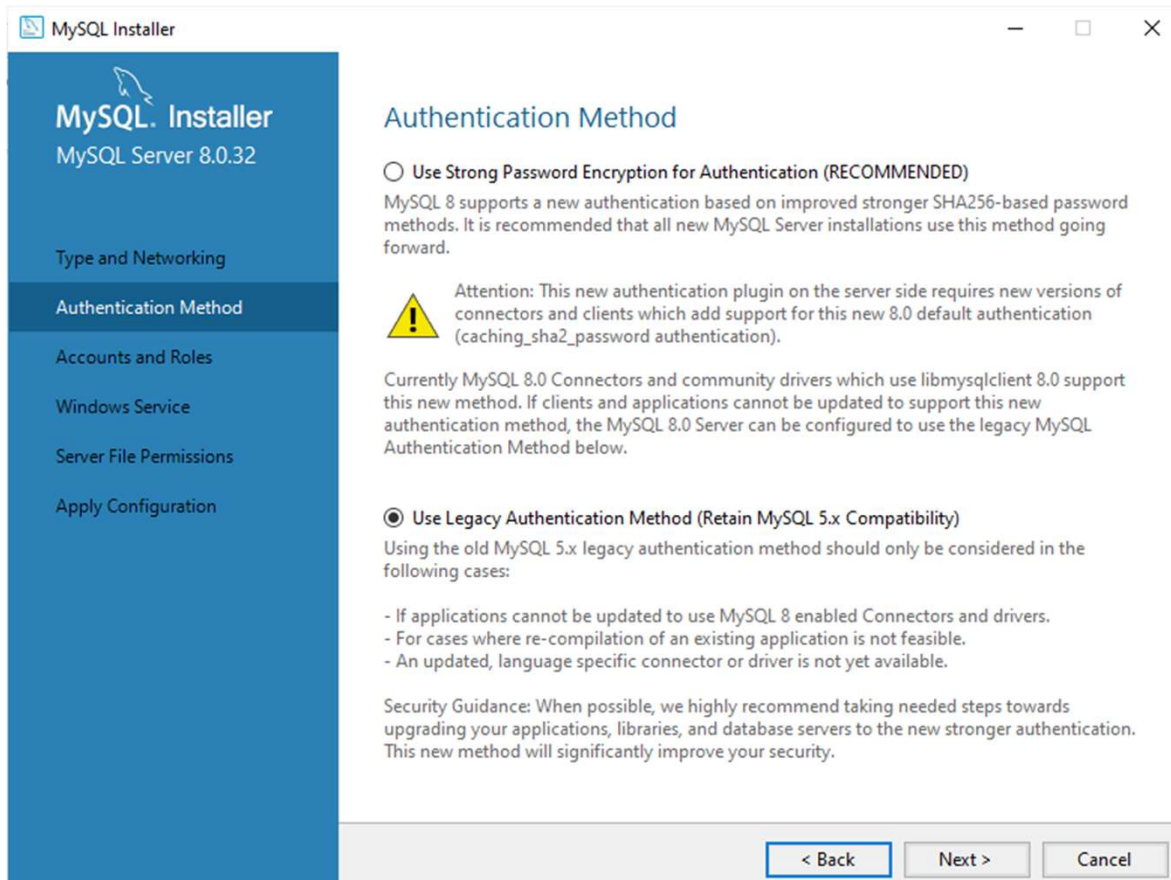 MySQL Installer
MySQL. Installer
MySQL Server 8.0.32
Type and Networking
Authentication Method
Accounts and Roles
Windows Service
Server File Permissions
Apply Configuration
Authentication Method
Use Strong Password Encryption for Authentication (RECOMMENDED)
MySQL 8 supports a new authentication based on improved stronger SHA256-based password
methods. It is recommended that all new MySQL Server installations use this method going
forward.
Attention: This new authentication plugin on the server side requires new versions of
connectors and clients which add support for this new 8.0 default authentication
(caching_sha2_password authentication).
Currently MySQL 8.0 Connectors and community drivers which use libmysqlclient 8.0 support
this new method. If clients and applications cannot be updated to support this new
authentication method, the MySQL 8.0 Server can be configured to use the legacy MySQL
Authentication Method below.
Use Legacy Authentication Method (Retain MySQL 5.x Compatibility)
Using the old MySQL 5.x legacy authentication method should only be considered in the
following cases:
- If applications cannot be updated to use MySQL 8 enabled Connectors and drivers.
- For cases where re-compilation of an existing application is not feasible.
- An updated, language specific connector or driver is not yet available.
Security Guidance: When possible, we highly recommend taking needed steps towards
upgrading your applications, libraries, and database servers to the new stronger authentication.
This new method will significantly improve your security.
< Back
Next >
Cancel